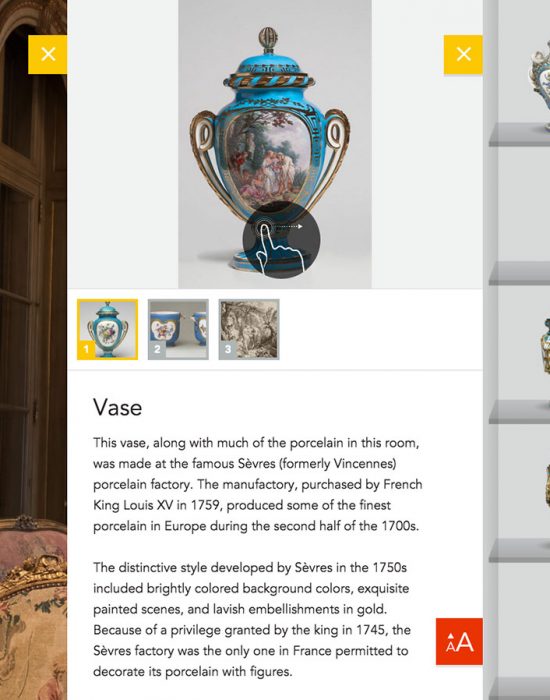 1
2
3
Vase
This vase, along with much of the porcelain in this room,
was made at the famous Sèvres (formerly Vincennes)
porcelain factory. The manufactory, purchased by French
King Louis XV in 1759, produced some of the finest
porcelain in Europe during the second half of the 1700s.
The distinctive style developed by Sèvres in the 1750s
included brightly colored background colors, exquisite
painted scenes, and lavish embellishments in gold.
Because of a privilege granted by the king in 1745, the
Sèvres factory was the only one in France permitted to
decorate its porcelain with figures.
AA